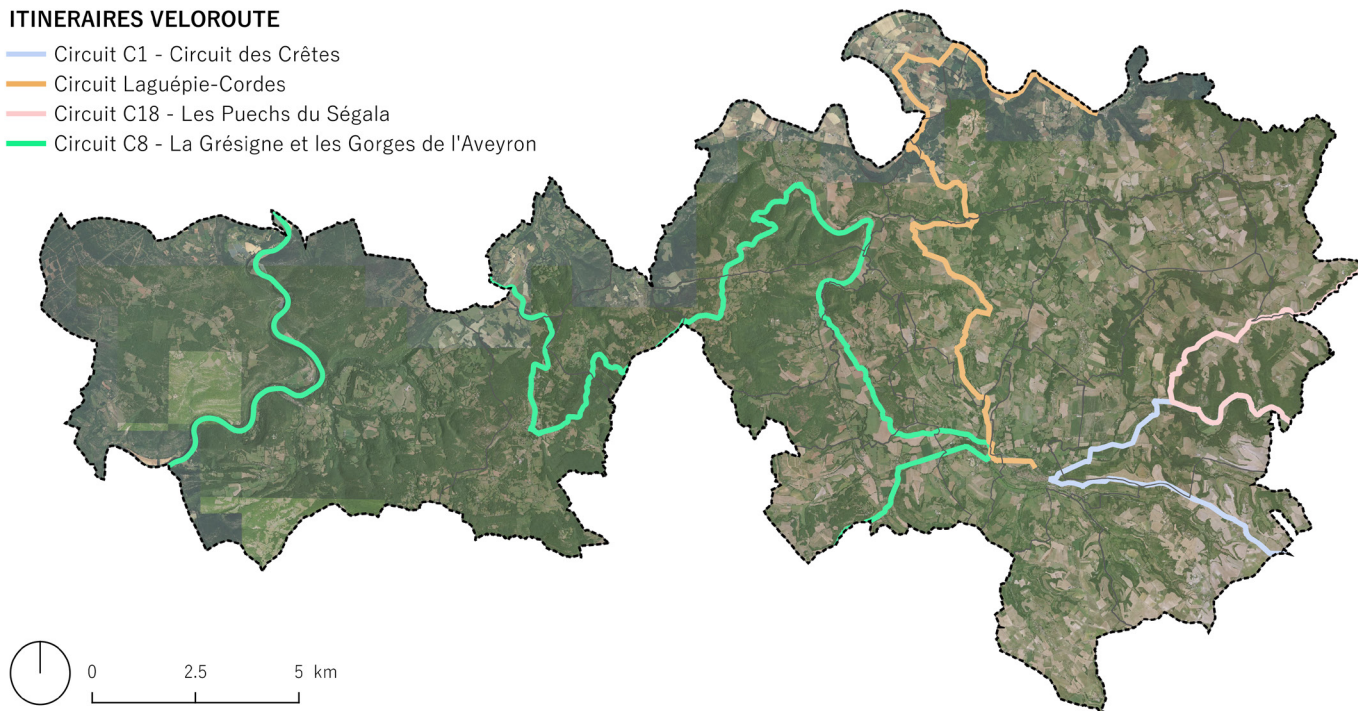 ITINERAIRES VELOROUTE
Circuit C1 - Circuit des Crêtes
Circuit Laguépie-Cordes
Circuit C18 - Les Puechs du Ségala
Circuit C8 - La Grésigne et les Gorges de l'Aveyron
0 2.5 5 km